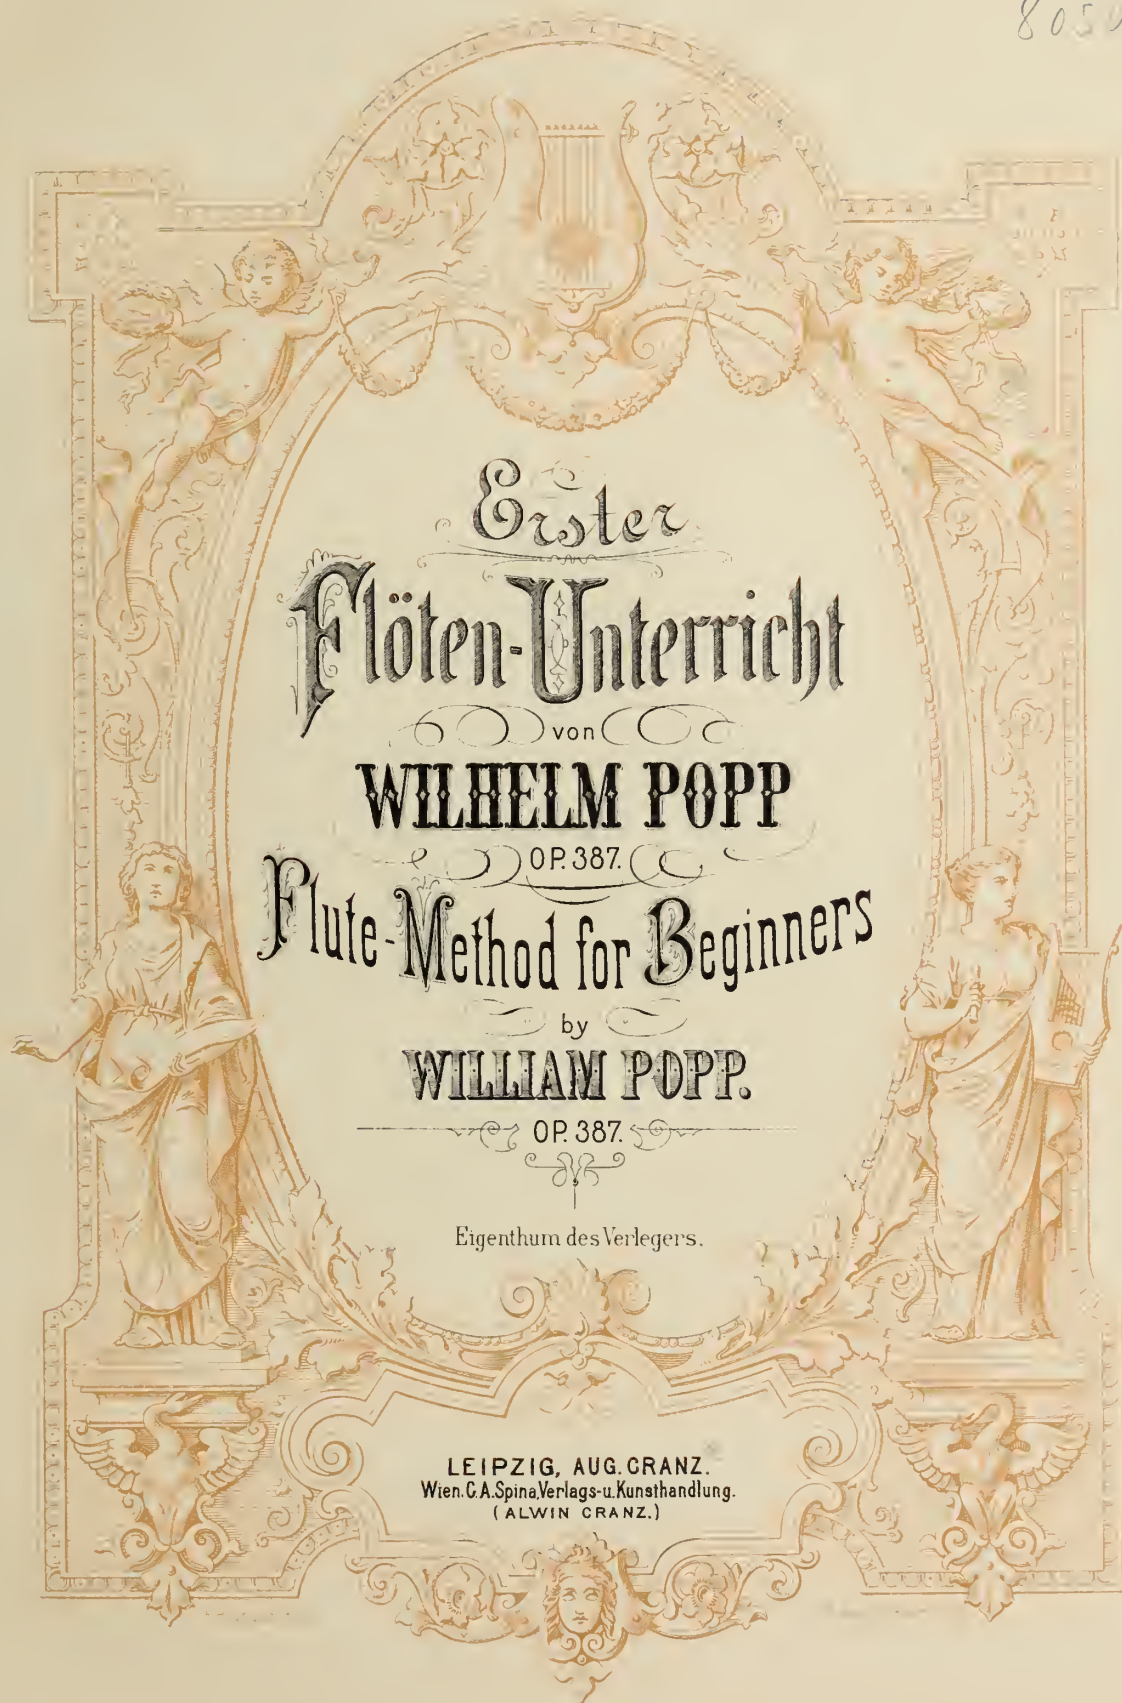 Erster
Flöten-Unterricht
von
WILHELM POPP
OP. 387.
Flute-Method for Beginners
by
WILLIAM POPP.
OP. 387.
Eigenthum des Verlegers.
LEIPZIG, AUG. CRANZ.
Wien. C. A. Spina, Verlags-u. Kunsthandlung.
(ALWIN CRANZ.)